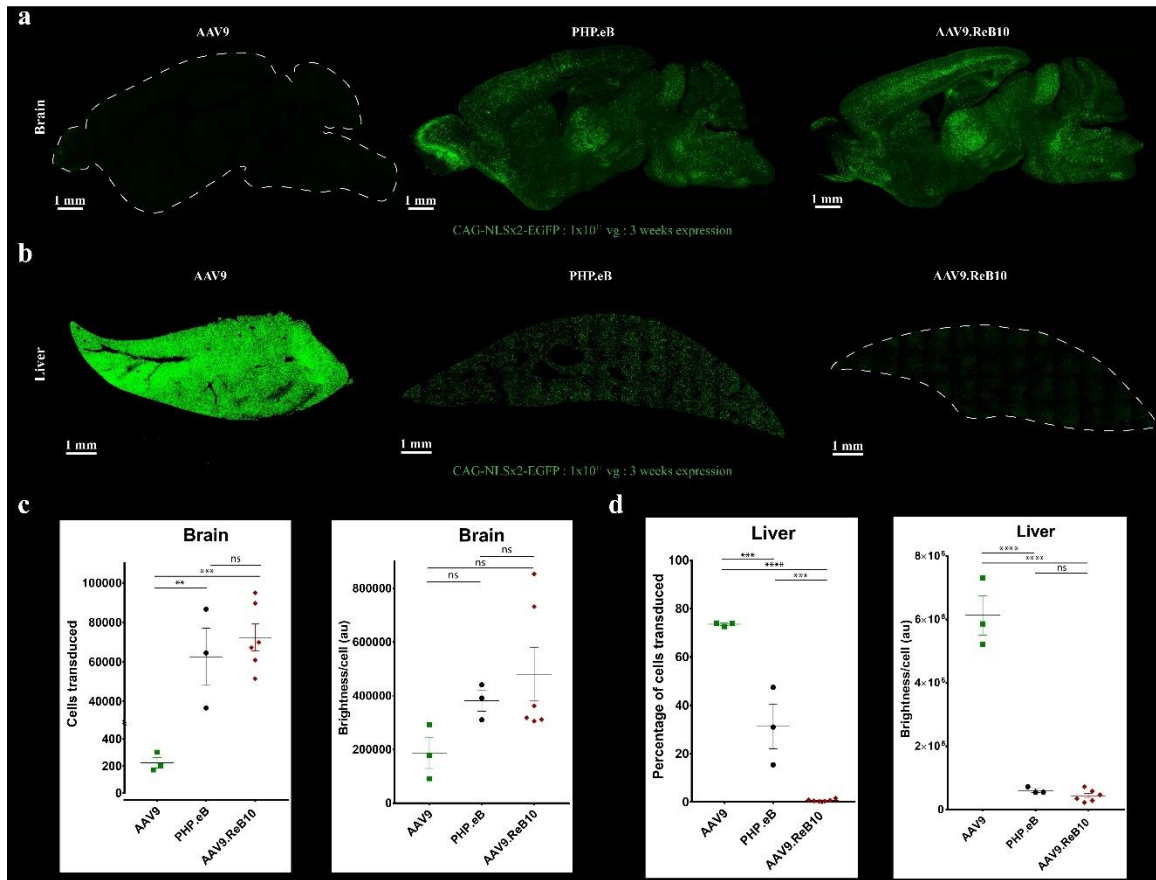 a
AAV9
PHP.eB
AAV9.ReB10
Brain
1 mm
1 mm
1 mm
CAG-NLSx2-EGFP : 1x10¹¹ vg : 3 weeks expression
b
AAV9
PHP.eB
AAV9.ReB10
Liver
1 mm
1 mm
1 mm
CAG-NLSx2-EGFP : 1x10¹¹ vg : 3 weeks expression
c
Brain
ns
***
**
Cells transduced
100000
80000
60000
40000
400
200
0
AAV9
PHP.eB
AAV9.ReB10
Brain
ns
ns
ns
Brightness/cell (au)
800000
600000
400000
200000
0
AAV9
PHP.eB
AAV9.ReB10
d
Liver
***
****
***
Percentage of cells transduced
100
80
60
40
20
0
AAV9
PHP.eB
AAV9.ReB10
Liver
****
****
ns
Brightness/cell (au)
8×10⁶
6×10⁶
4×10⁶
2×10⁶
0
AAV9
PHP.eB
AAV9.ReB10